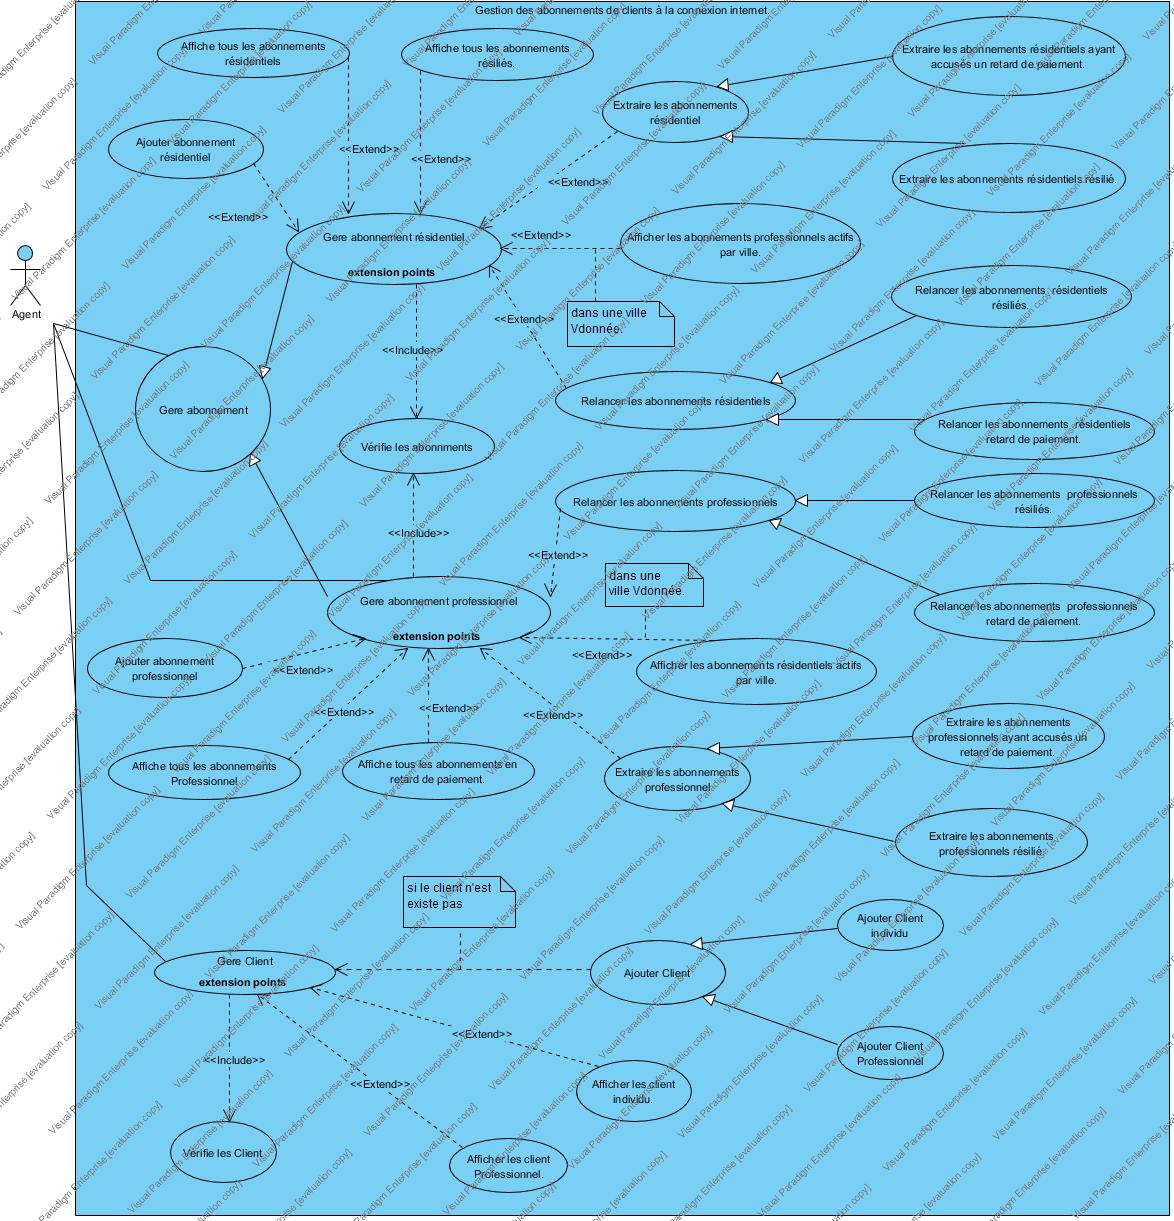 Gestion des abonnements de clients à la connexion internet.
Affiche tous les abonnements
résidentiels
Affiche tous les abonnements
résiliés.
Extraire les abonnements résidentiels ayant
accusés un retard de paiement.
Extraire les abonnements
résidentiel
Ajouter abonnement
résidentiel
<<Extend>>
<<Extend>>
<<Extend>>
Extraire les abonnements résidentiels résilié.
<<Extend>>
Gere abonnement résidentiel
extension points
<<Extend>>
Afficher les abonnements professionnels actifs
par ville.
Agent
Relancer les abonnements résidentiels
résiliés.
dans une ville
Vdonnée.
<<Extend>>
<<Include>>
Gere abonnement
Relancer les abonnements résidentiels
Relancer les abonnements résidentiels
retard de paiement.
Vérifie les abonnments
Relancer les abonnements professionnels
Relancer les abonnements professionnels
résiliés.
<<Include>>
<<Extend>>
dans une
ville Vdonnée.
Gere abonnement professionnel
extension points
Relancer les abonnements professionnels
retard de paiement.
Ajouter abonnement
professionnel
<<Extend>>
<<Extend>>
Afficher les abonnements résidentiels actifs
par ville.
<<Extend>>
<<Extend>>
<<Extend>>
Extraire les abonnements
professionnels ayant accusés un
retard de paiement.
Affiche tous les abonnements
Professionnel
Affiche tous les abonnements en
retard de paiement.
Extraire les abonnements
professionnel
Extraire les abonnements
professionnels résilié
si le client n'est
existe pas
Ajouter Client
individu
Gere Client
extension points
Ajouter Client
<<Extend>>
<<Include>>
<<Extend>>
Ajouter Client
Professionnel
Afficher les client
individu.
Vérifie les Client
Afficher les client
Professionnel.
Visual Paradigm Enterprise [evaluation copy]